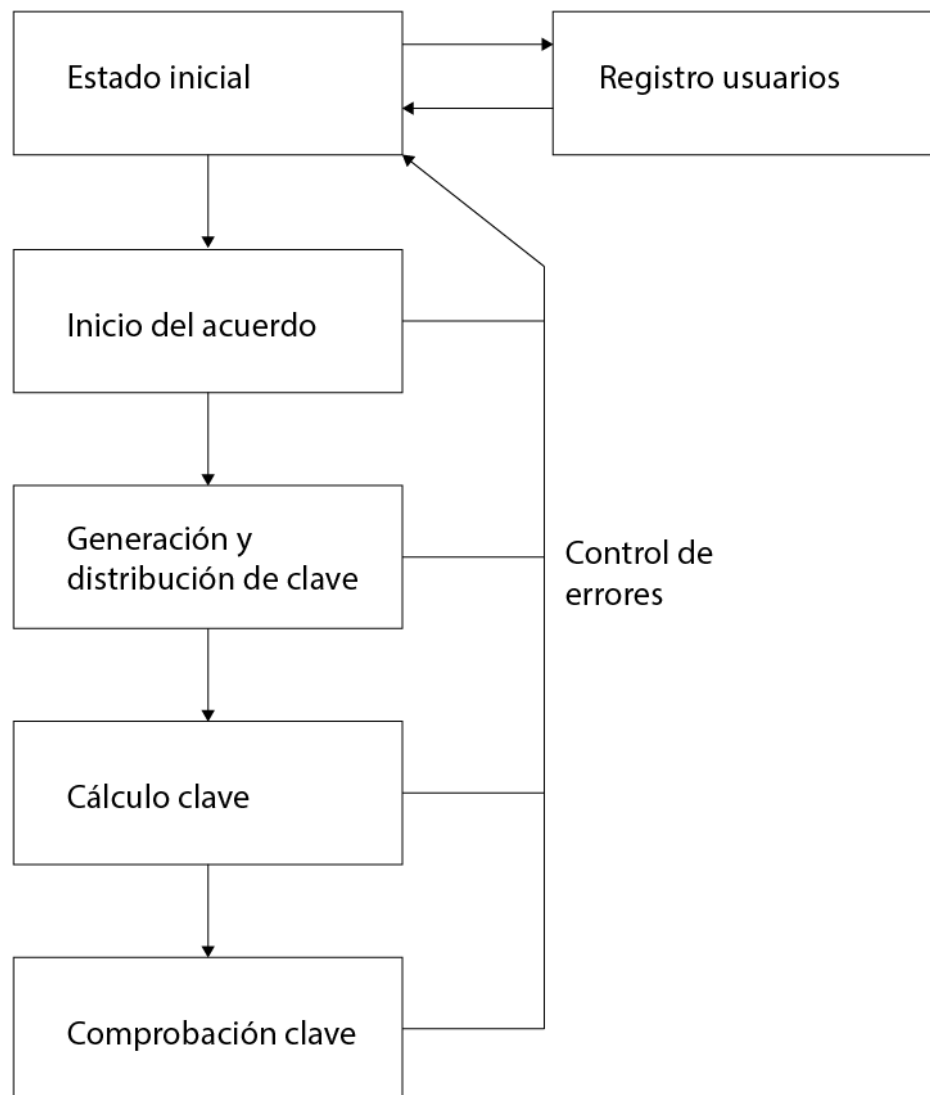 Estado inicial
Registro usuarios
Inicio del acuerdo
Generación y
distribución de clave
Control de
errores
Cálculo clave
Comprobación clave